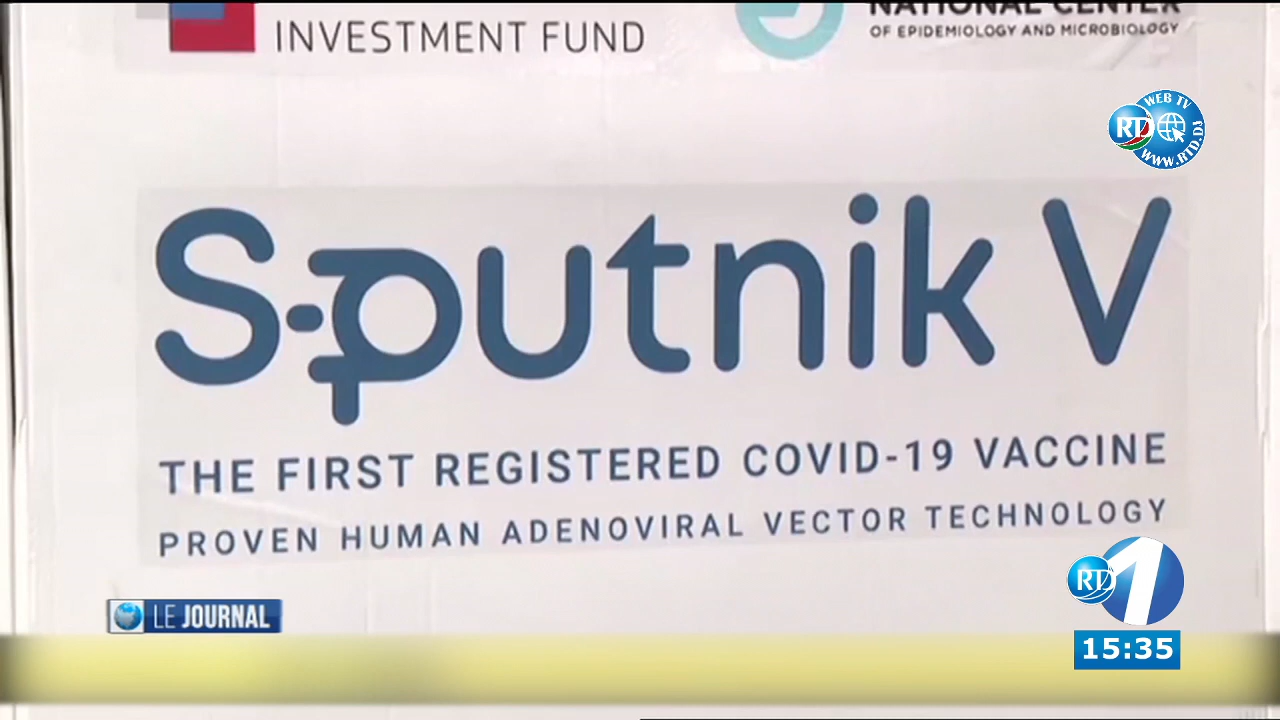 INVESTMENT FUND
NATIONAL CENTER
OF EPIDEMIOLOGY AND MICROBIOLOGY
WEB TV
RTD
WWW.RTD.DJ
Sputnik V
THE FIRST REGISTERED COVID-19 VACCINE
PROVEN HUMAN ADENOVIRAL VECTOR TECHNOLOGY
RTD 1
LE JOURNAL
15:35